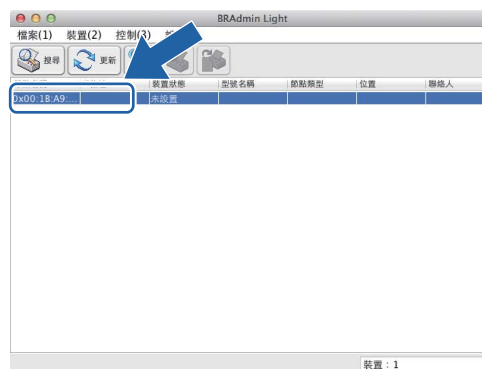 BRAdmin Light
檔案(1) 裝置(2) 控制(3)
搜尋 更新
裝置狀態 型號名稱 節點類型 位置 聯絡人
0x00:1B:A9:... 未設置
裝置：1